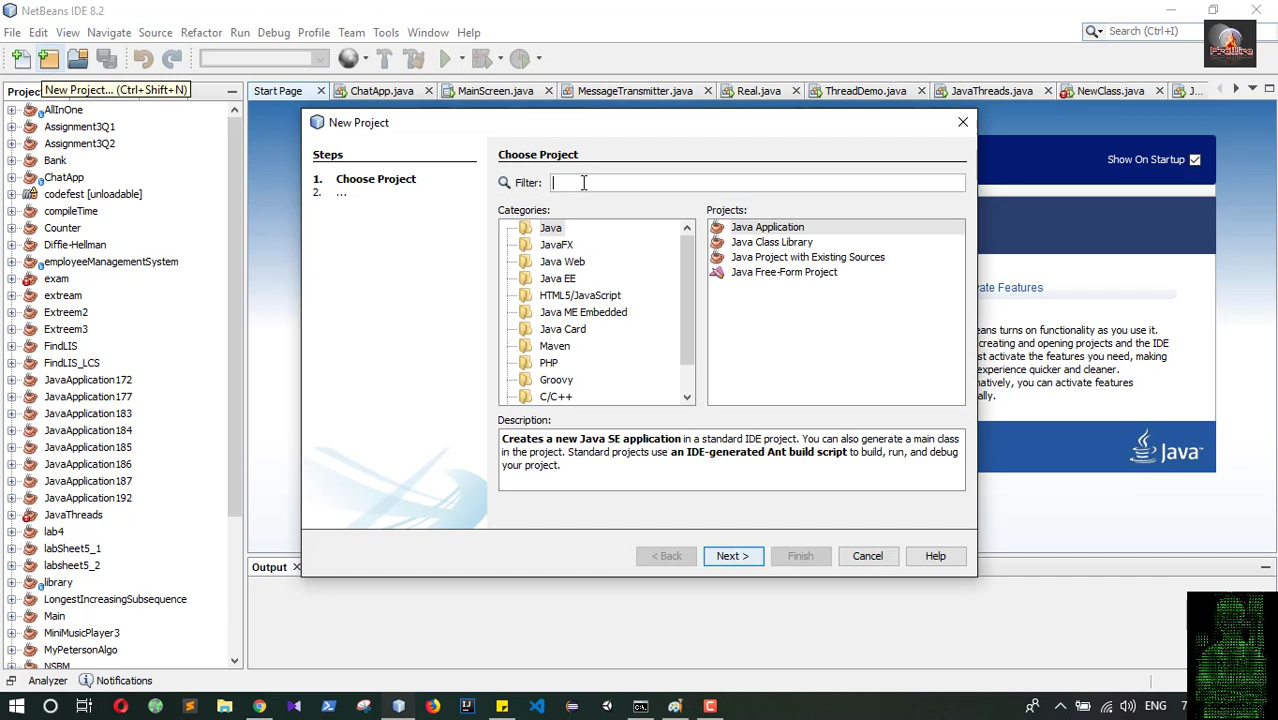 NetBeans IDE 8.2
File Edit View Navigate Source Refactor Run Debug Profile Team Tools Window Help
Search (Ctrl+I)
FireWire
New Project... (Ctrl+Shift+N)
Projec
Start Page
ChatApp.java
MainScreen.java
MessageTransmitter.java
Real.java
ThreadDemo.java
JavaThreads.java
NewClass.java
J...
AllInOne
Assignment3Q1
Assignment3Q2
Bank
ChatApp
codefest [unloadable]
compileTime
Counter
Diffie-Hellman
employeeManagementSystem
exam
extream
Extreem2
Extreem3
FindLIS
FindLIS_LCS
JavaApplication172
JavaApplication177
JavaApplication183
JavaApplication184
JavaApplication185
JavaApplication186
JavaApplication187
JavaApplication192
JavaThreads
lab4
labSheet5_1
labsheet5_2
library
LongestIncreasingSubsequence
Main
MiniMusicPlayer3
MyPetersonAlgo
NSBM
New Project
Steps
1. Choose Project
2. ...
Choose Project
Filter:
Categories:
Java
JavaFX
Java Web
Java EE
HTML5/JavaScript
Java ME Embedded
Java Card
Maven
PHP
Groovy
C/C++
Projects:
Java Application
Java Class Library
Java Project with Existing Sources
Java Free-Form Project
Description:
Creates a new Java SE application in a standard IDE project. You can also generate a main class
in the project. Standard projects use an IDE-generated Ant build script to build, run, and debug
your project.
< Back
Next >
Finish
Cancel
Help
Show On Startup
ate Features
eans turns on functionality as you use it.
creating and opening projects and the IDE
st activate the features you need, making
experience quicker and cleaner.
natively, you can activate features
ally.
Java
Output
Analyzer
Notifications
ENG
7